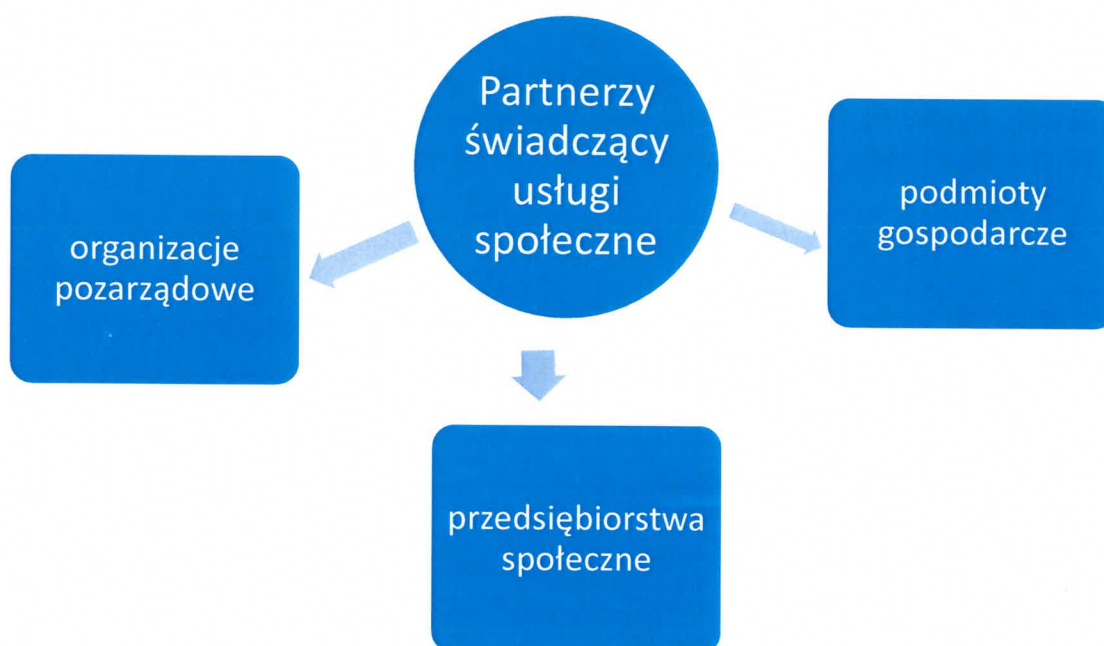 Partnerzy
świadczący
usługi
społeczne
organizacje
pozarządowe
podmioty
gospodarcze
przedsiębiorstwa
społeczne